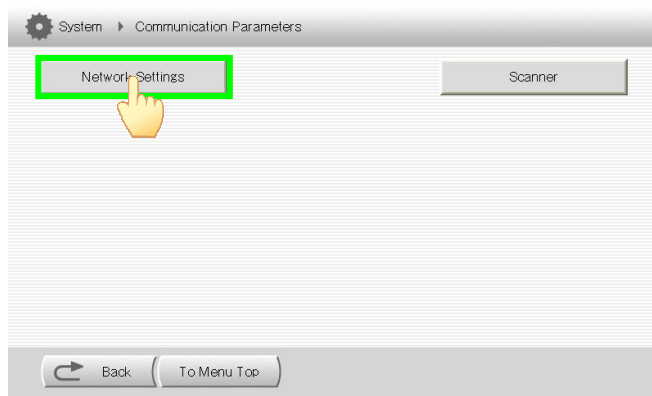 System ▸ Communication Parameters
Network Settings
Scanner
Back
To Menu Top